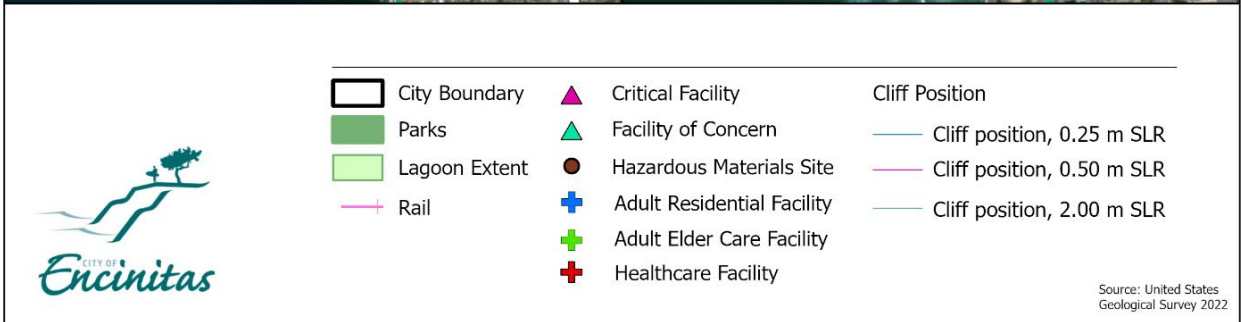 City Boundary
Parks
Lagoon Extent
Rail
Critical Facility
Facility of Concern
Hazardous Materials Site
Adult Residential Facility
Adult Elder Care Facility
Healthcare Facility
Cliff Position
Cliff position, 0.25 m SLR
Cliff position, 0.50 m SLR
Cliff position, 2.00 m SLR
CITY OF
Encinitas
Source: United States
Geological Survey 2022